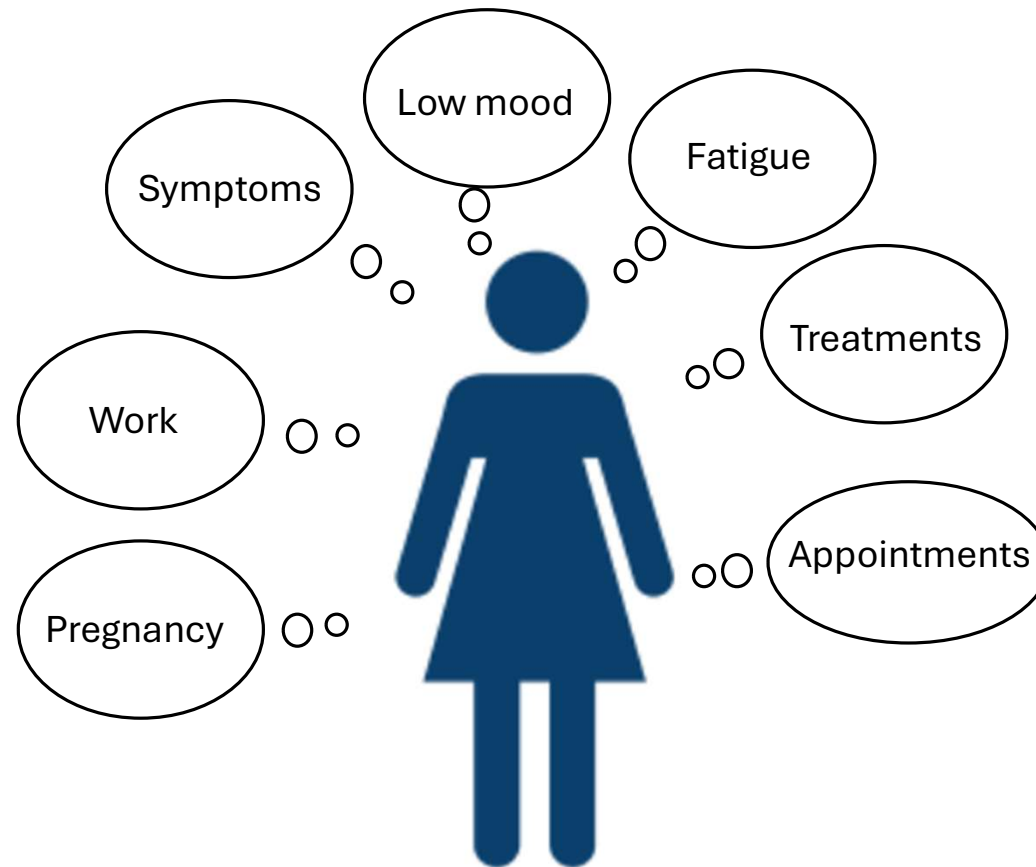 Low mood
Fatigue
Symptoms
Treatments
Work
Appointments
Pregnancy